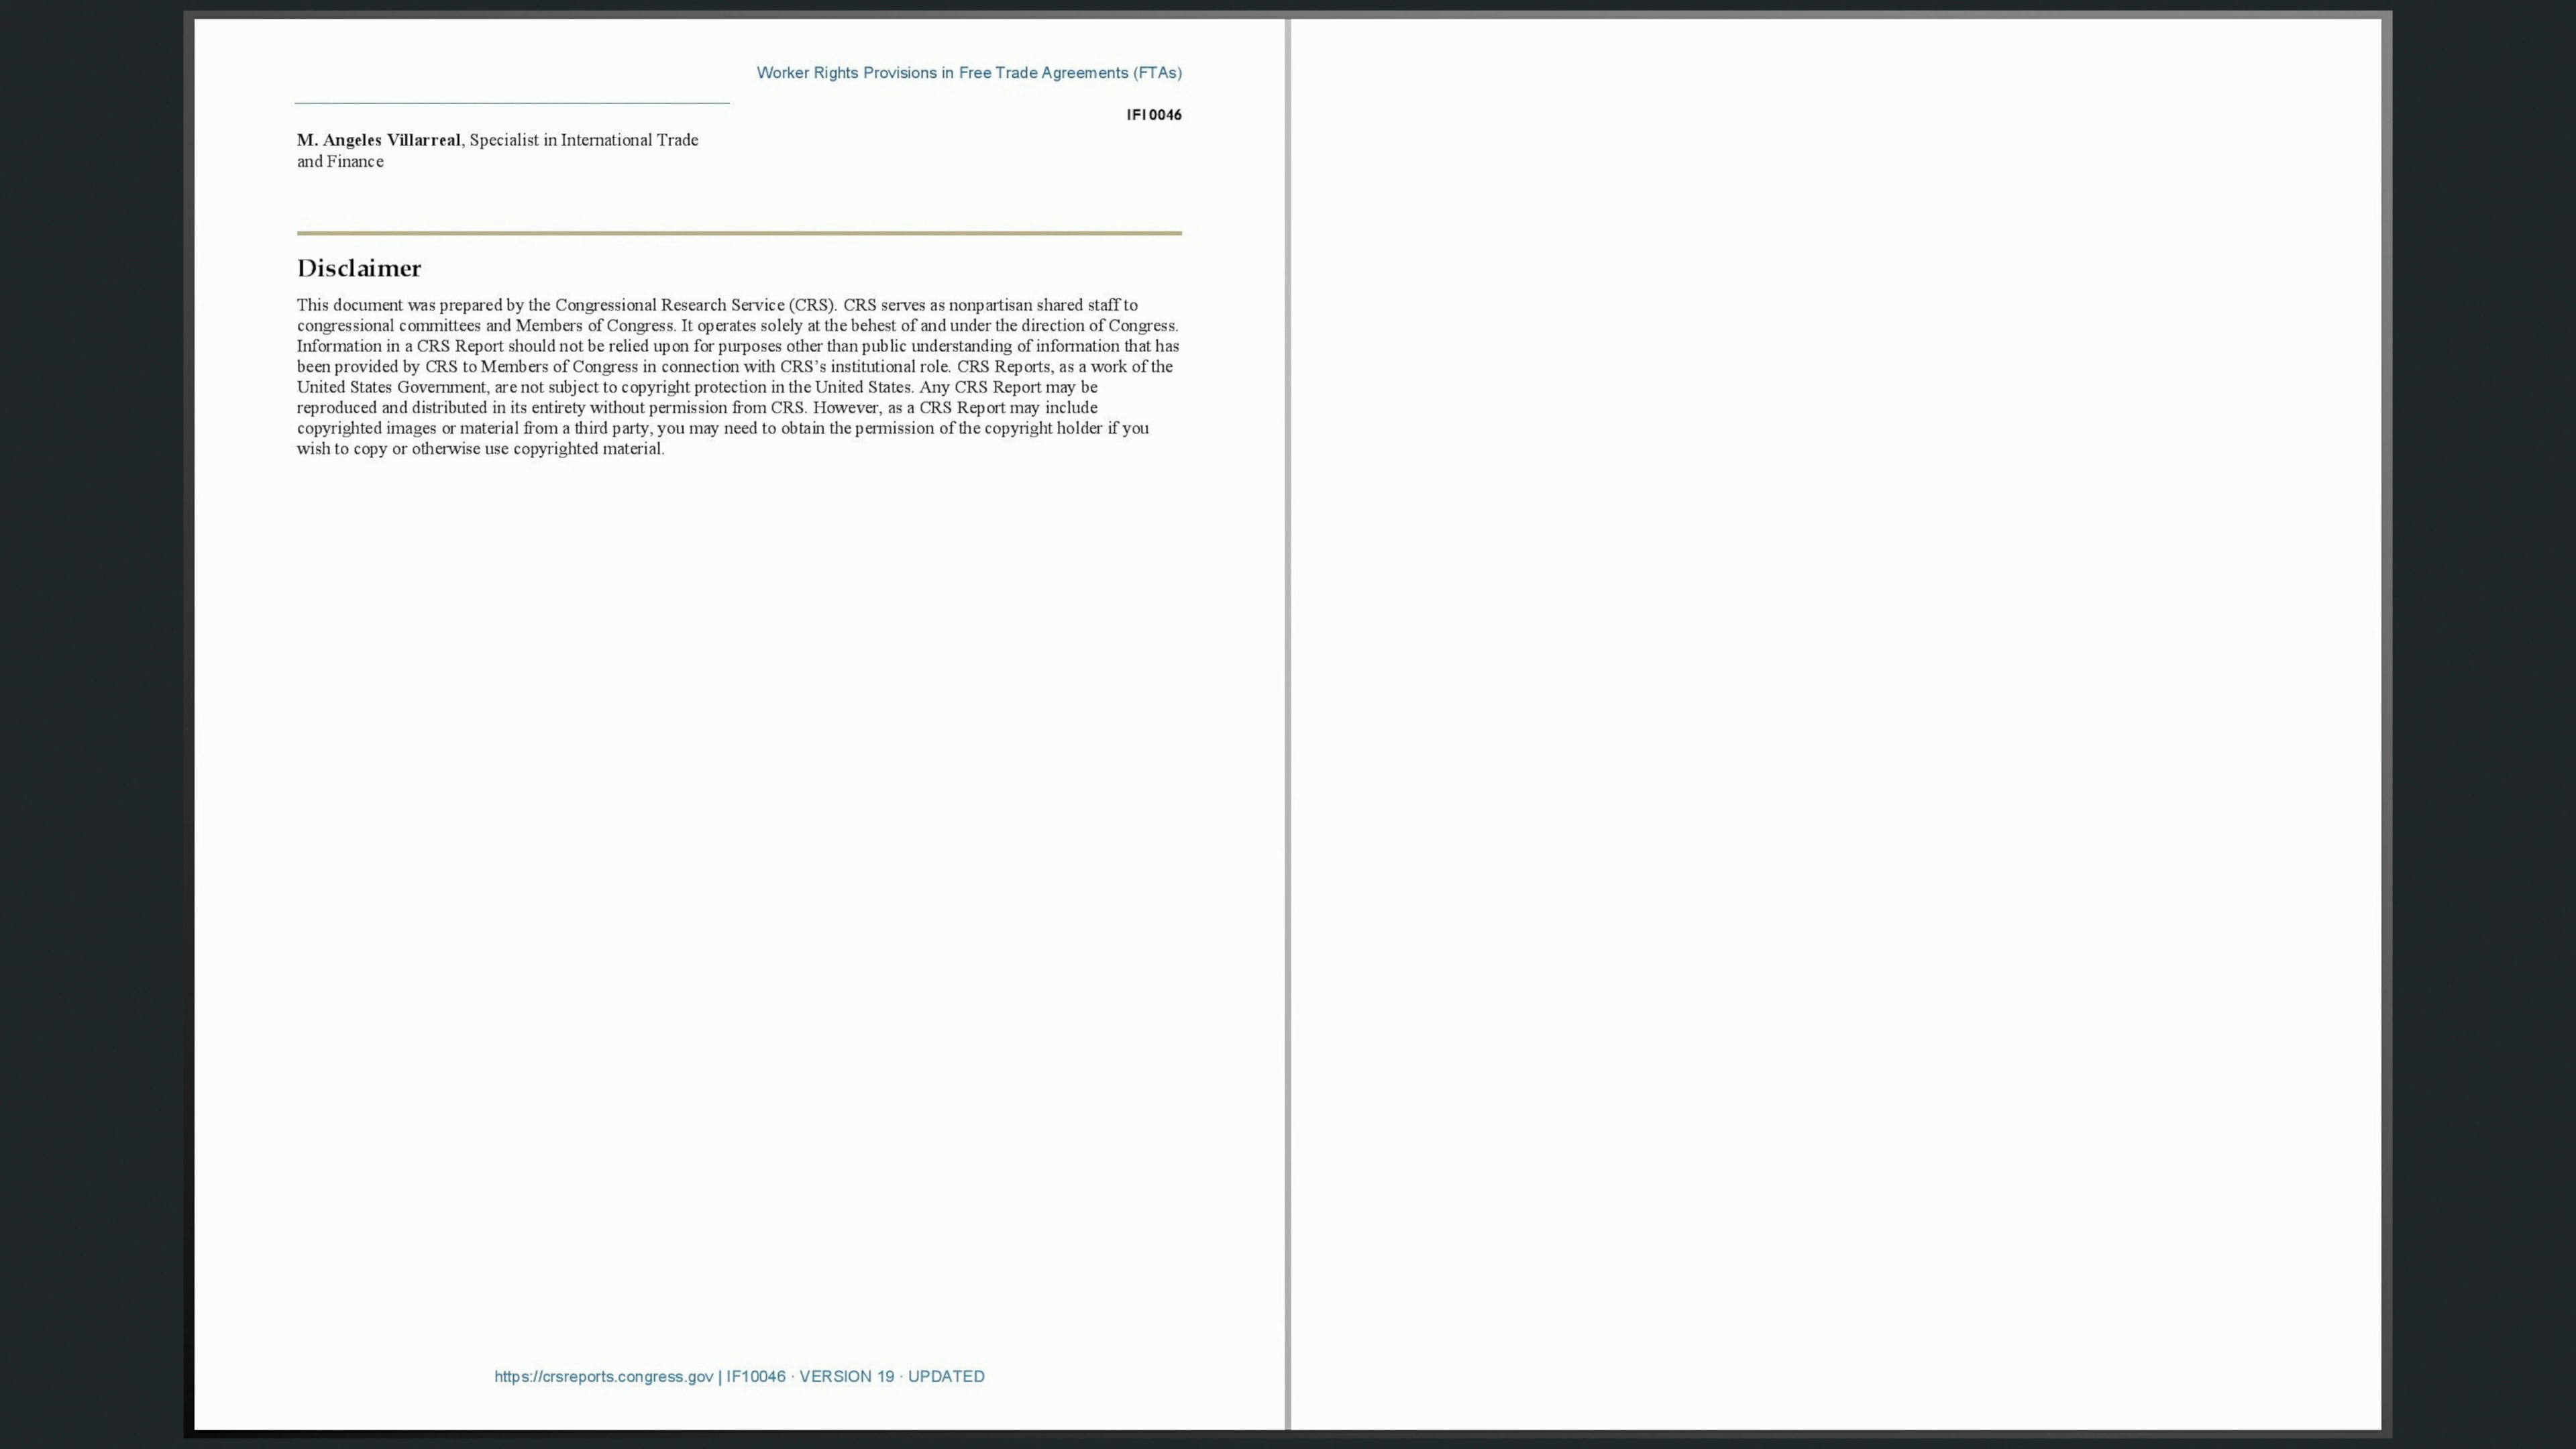 Worker Rights Provisions in Free Trade Agreements (FTAs)
IF10046
M. Angeles Villarreal, Specialist in International Trade
and Finance
Disclaimer
This document was prepared by the Congressional Research Service (CRS). CRS serves as nonpartisan shared staff to
congressional committees and Members of Congress. It operates solely at the behest of and under the direction of Congress.
Information in a CRS Report should not be relied upon for purposes other than public understanding of information that has
been provided by CRS to Members of Congress in connection with CRS’s institutional role. CRS Reports, as a work of the
United States Government, are not subject to copyright protection in the United States. Any CRS Report may be
reproduced and distributed in its entirety without permission from CRS. However, as a CRS Report may include
copyrighted images or material from a third party, you may need to obtain the permission of the copyright holder if you
wish to copy or otherwise use copyrighted material.
https://crsreports.congress.gov | IF10046 · VERSION 19 · UPDATED